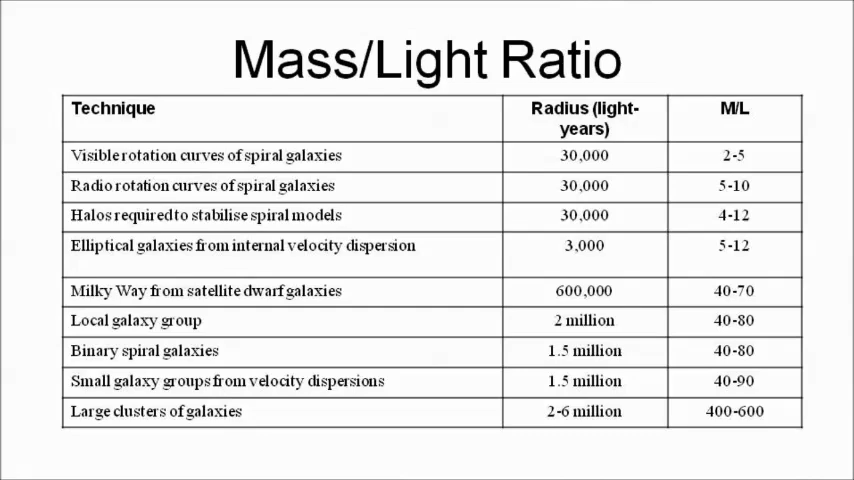 Mass/Light Ratio
Technique Radius (light-years) M/L
Visible rotation curves of spiral galaxies 30,000 2-5
Radio rotation curves of spiral galaxies 30,000 5-10
Halos required to stabilise spiral models 30,000 4-12
Elliptical galaxies from internal velocity dispersion 3,000 5-12
Milky Way from satellite dwarf galaxies 600,000 40-70
Local galaxy group 2 million 40-80
Binary spiral galaxies 1.5 million 40-80
Small galaxy groups from velocity dispersions 1.5 million 40-90
Large clusters of galaxies 2-6 million 400-600